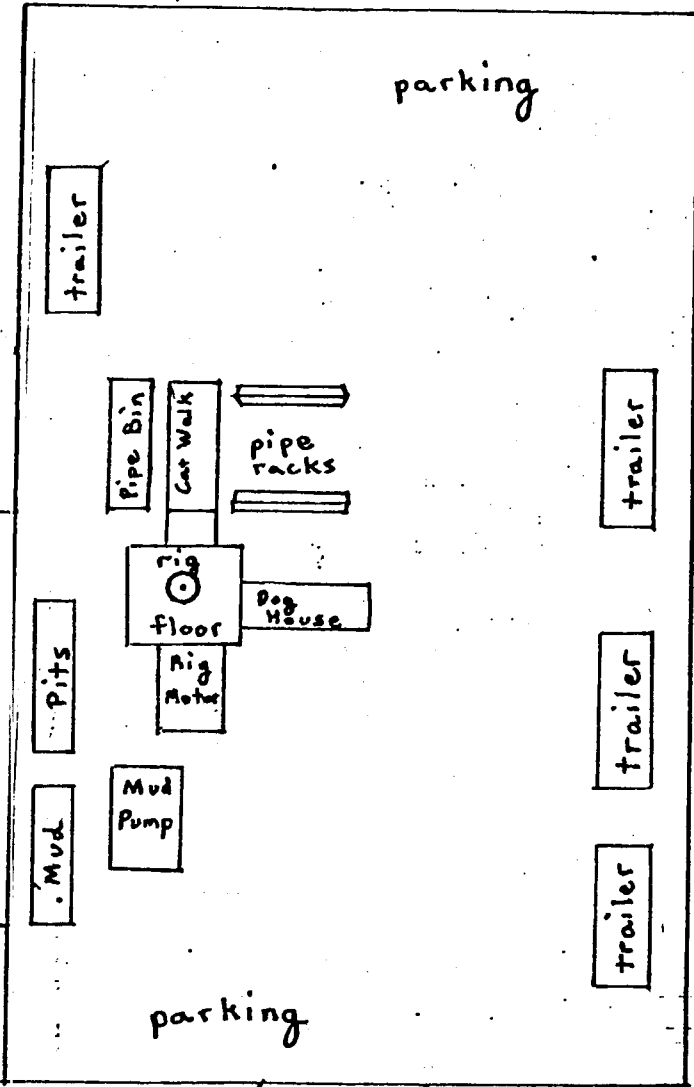 parking
trailer
Pipe Bin
Cat Walk
pipe
racks
trailer
rig
floor
Dog
House
Pits
Rig
Motor
trailer
Mud
Pump
Mud
trailer
parking